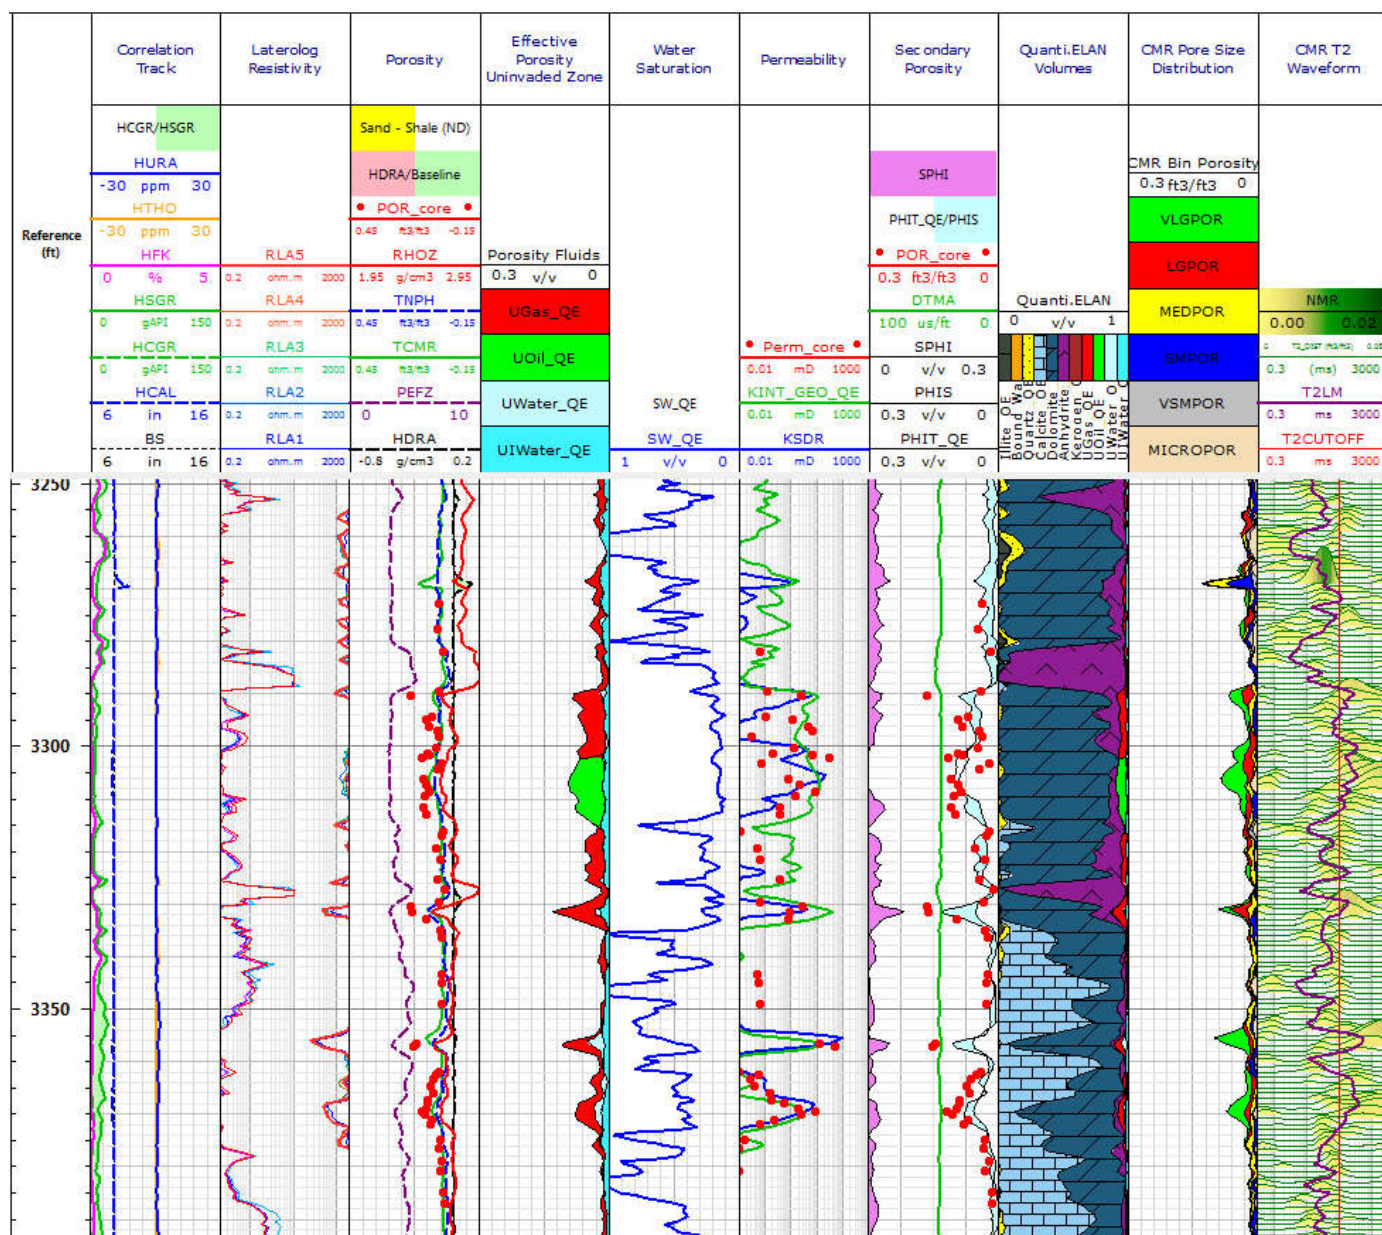 Correlation
Track
Laterolog
Resistivity
Porosity
Effective
Porosity
Uninvaded Zone
Water
Saturation
Permeability
Secondary
Porosity
Quanti.ELAN
Volumes
CMR Pore Size
Distribution
CMR T2
Waveform
Reference
(ft)
HCGR/HSGR
HURA
-30 ppm 30
HTHO
-30 ppm 30
HFK
0 % 5
HSGR
0 gAPI 150
HCGR
0 gAPI 150
HCAL
6 in 16
BS
6 in 16
RLA5
0.2 ohm.m 2000
RLA4
0.2 ohm.m 2000
RLA3
0.2 ohm.m 2000
RLA2
0.2 ohm.m 2000
RLA1
0.2 ohm.m 2000
Sand - Shale (ND)
HDRA/Baseline
POR_core
0.45 ft3/ft3 -0.15
RHOZ
1.95 g/cm3 2.95
TNPH
0.45 ft3/ft3 -0.15
TCMR
0.45 ft3/ft3 -0.15
PEFZ
0 10
HDRA
-0.8 g/cm3 0.2
Porosity Fluids
0.3 v/v 0
UGas_QE
UOil_QE
UWater_QE
UIWater_QE
SW_QE
SW_QE
1 v/v 0
Perm_core
0.01 mD 1000
KINT_GEO_QE
0.01 mD 1000
KSDR
0.01 mD 1000
SPHI
PHIT_QE/PHIS
POR_core
0.3 ft3/ft3 0
DTMA
100 us/ft 0
SPHI
0 v/v 0.3
PHIS
0.3 v/v 0
PHIT_QE
0.3 v/v 0
Quanti.ELAN
0 v/v 1
Illite_QE
Bound_Wa
Quartz_QE
Calcite_QE
Dolomite
Anhydrite
Kerogen
UGas_QE
UOil_QE
UWater_Q
UIWater
CMR Bin Porosity
0.3 ft3/ft3 0
VLGPOR
LGPOR
MEDPOR
SMPOR
VSMPOR
MICROPOR
NMR
0.00 0.02
0.3 (ms) 3000
T2LM
0.3 ms 3000
T2CUTOFF
0.3 ms 3000
3250
3300
3350